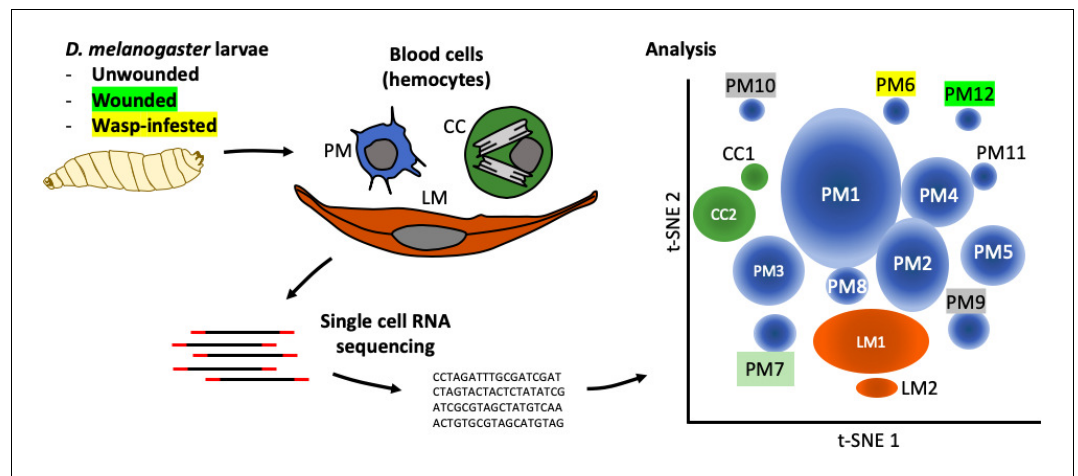 D. melanogaster larvae
- Unwounded
- Wounded
- Wasp-infested
Blood cells
(hemocytes)
PM
CC
LM
Single cell RNA
sequencing
CCTAGATTTGCGATCGAT
CTAGTACTACTCTATATCG
ATCGCGTAGCTATGTCAA
ACTGTGCGTAGCATGTAG
Analysis
PM10
PM6
PM12
CC1
PM11
PM1
PM4
CC2
PM3
PM2
PM5
PM8
PM9
LM1
PM7
LM2
t-SNE 2
t-SNE 1